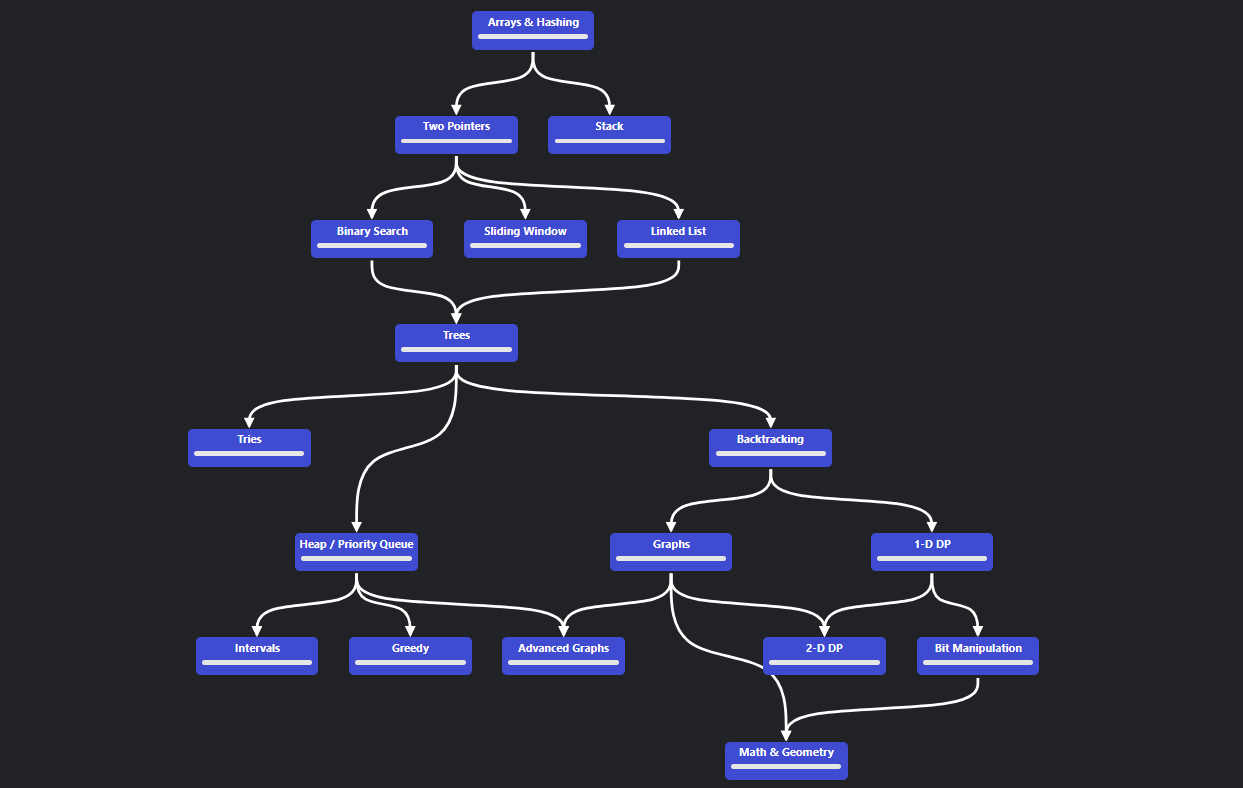 Arrays & Hashing
Two Pointers
Stack
Binary Search
Sliding Window
Linked List
Trees
Tries
Backtracking
Heap / Priority Queue
Graphs
1-D DP
Intervals
Greedy
Advanced Graphs
2-D DP
Bit Manipulation
Math & Geometry